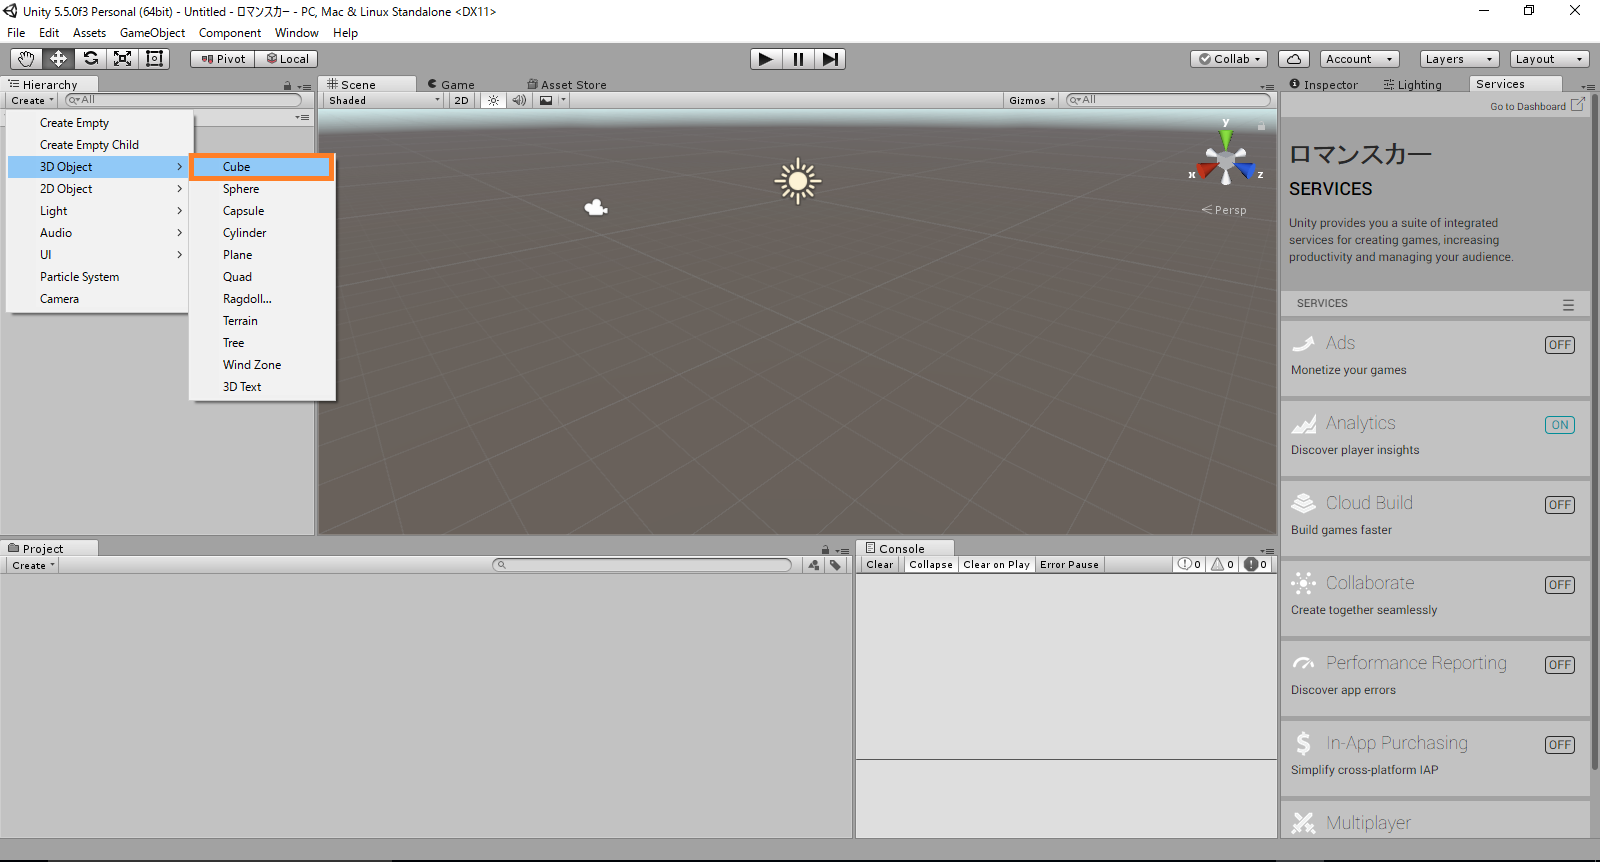 Unity 5.5.0f3 Personal (64bit) - Untitled - ロマンスカー - PC, Mac & Linux Standalone <DX11>
File Edit Assets GameObject Component Window Help
Pivot Local Collab Account Layers Layout
Hierarchy
Create All
Create Empty
Create Empty Child
3D Object
2D Object
Light
Audio
UI
Particle System
Camera
Cube
Sphere
Capsule
Cylinder
Plane
Quad
Ragdoll...
Terrain
Tree
Wind Zone
3D Text
Scene Game Asset Store
Shaded 2D Gizmos All
y
x z
Persp
Inspector Lighting Services
Go to Dashboard
ロマンスカー
SERVICES
Unity provides you a suite of integrated
services for creating games, increasing
productivity and managing your audience.
SERVICES
Ads OFF
Monetize your games
Analytics ON
Discover player insights
Cloud Build OFF
Build games faster
Collaborate OFF
Create together seamlessly
Performance Reporting OFF
Discover app errors
In-App Purchasing OFF
Simplify cross-platform IAP
Multiplayer
Project
Create
Console
Clear Collapse Clear on Play Error Pause 0 0 0